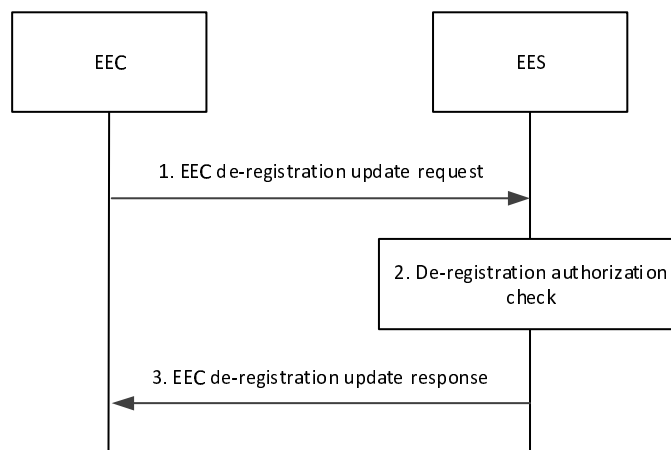 EEC
EES
1. EEC de-registration update request
2. De-registration authorization
check
3. EEC de-registration update response